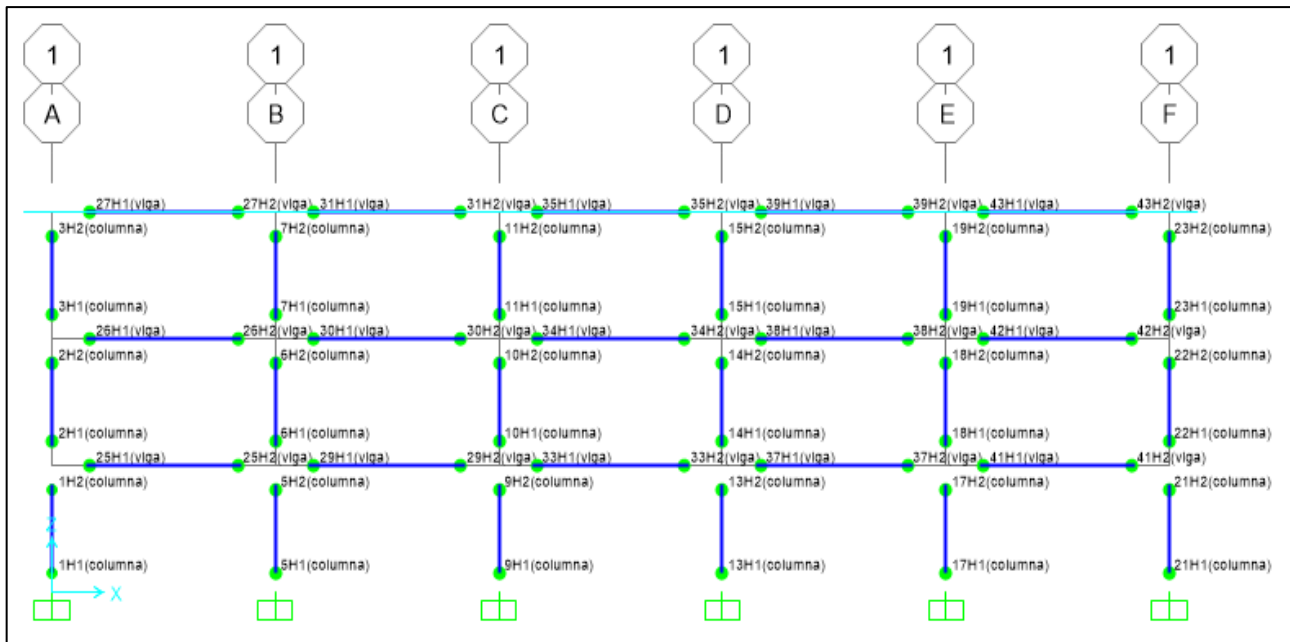 1 1 1 1 1 1
A B C D E F
27H1(viga) 27H2(viga) 31H1(viga) 31H2(viga) 35H1(viga) 35H2(viga) 39H1(viga) 39H2(viga) 43H1(viga) 43H2(viga)
3H2(columna) 7H2(columna) 11H2(columna) 15H2(columna) 19H2(columna) 23H2(columna)
3H1(columna) 7H1(columna) 11H1(columna) 15H1(columna) 19H1(columna) 23H1(columna)
26H1(viga) 26H2(viga) 30H1(viga) 30H2(viga) 34H1(viga) 34H2(viga) 38H1(viga) 38H2(viga) 42H1(viga) 42H2(viga)
2H2(columna) 6H2(columna) 10H2(columna) 14H2(columna) 18H2(columna) 22H2(columna)
2H1(columna) 6H1(columna) 10H1(columna) 14H1(columna) 18H1(columna) 22H1(columna)
25H1(viga) 25H2(viga) 29H1(viga) 29H2(viga) 33H1(viga) 33H2(viga) 37H1(viga) 37H2(viga) 41H1(viga) 41H2(viga)
1H2(columna) 5H2(columna) 9H2(columna) 13H2(columna) 17H2(columna) 21H2(columna)
Z
1H1(columna) 5H1(columna) 9H1(columna) 13H1(columna) 17H1(columna) 21H1(columna)
X